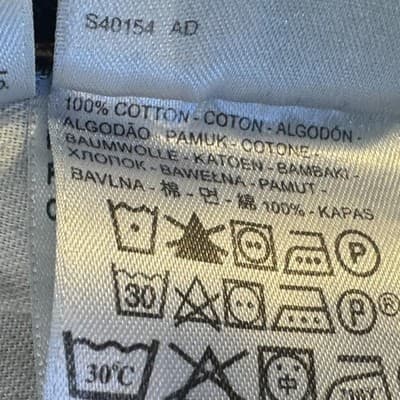 S40154 AD
100% COTTON - COTON - ALGODÓN -
ALGODÃO - PAMUK - COTONE -
BAUMWOLLE - KATOEN - BAMBAKI -
ХЛОПОК - BAWEŁNA - PAMUT -
BAVLNA - 棉 - 면 - 綿 100% - KAPAS
P
30 P ®
30°C 中